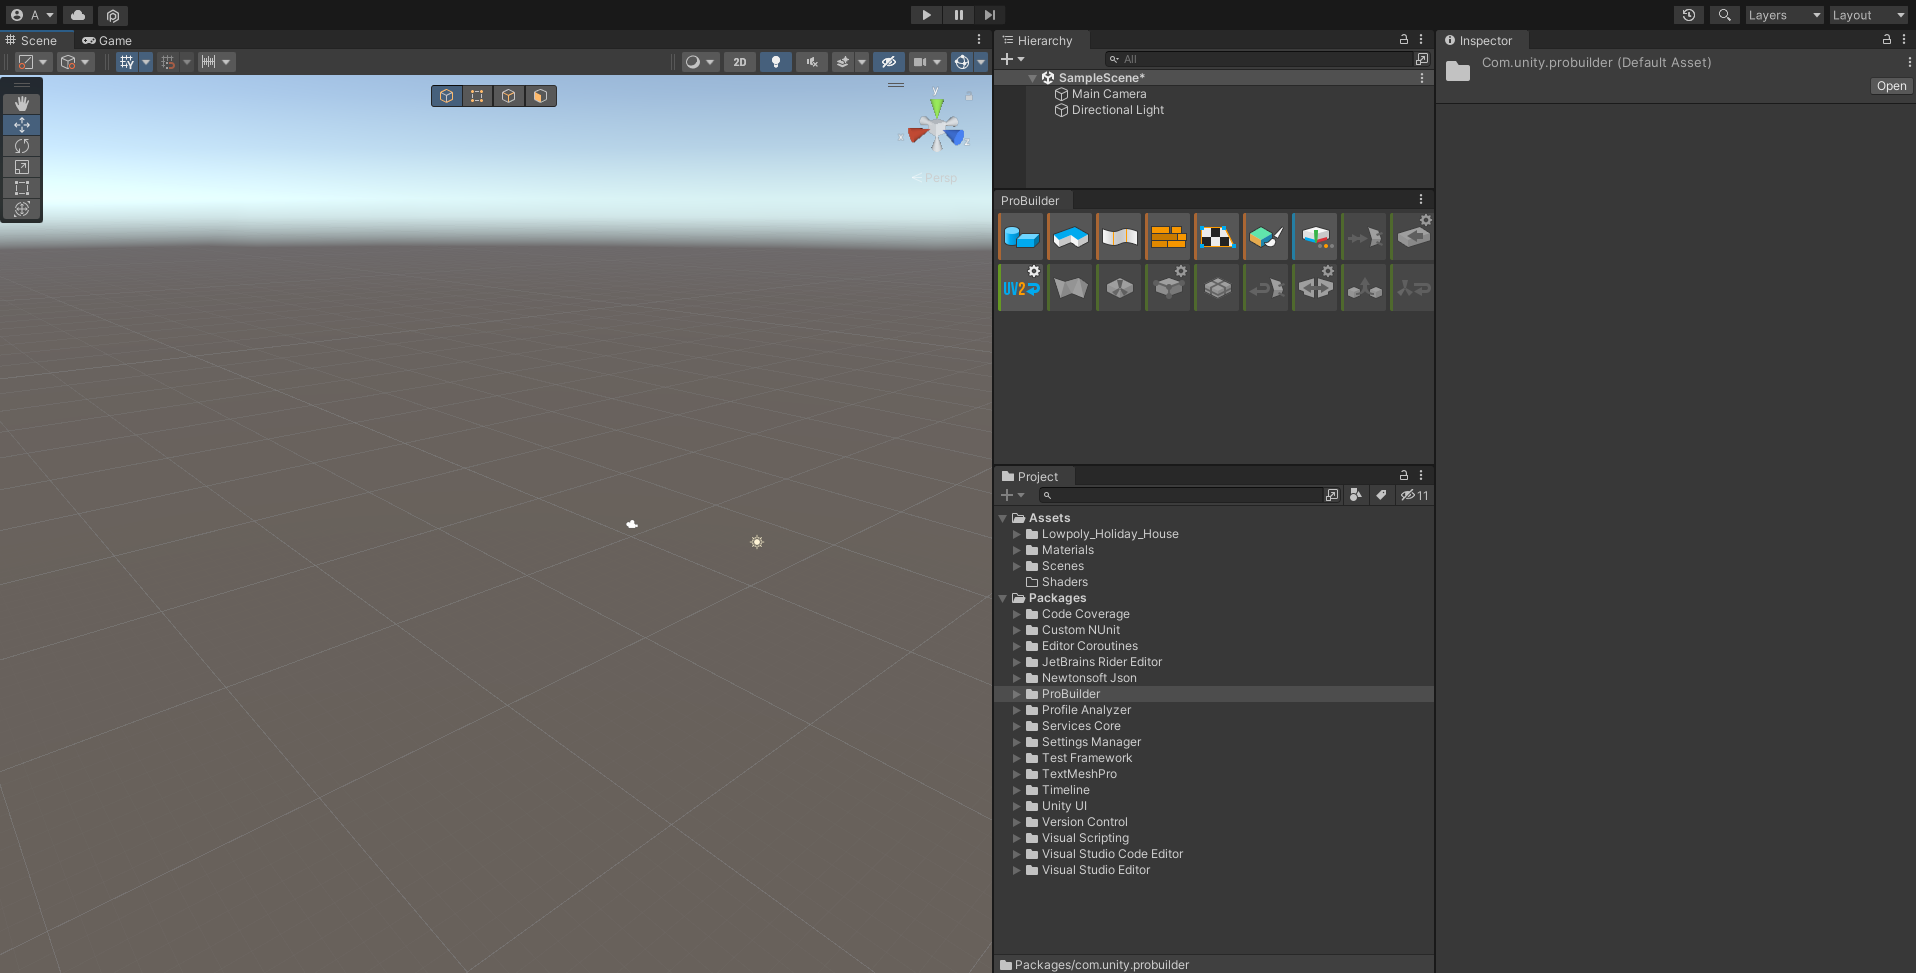 A
Layers
Layout
Scene
Game
2D
y
x
z
Persp
Hierarchy
All
SampleScene*
Main Camera
Directional Light
ProBuilder
UV2
Project
11
Assets
Lowpoly_Holiday_House
Materials
Scenes
Shaders
Packages
Code Coverage
Custom NUnit
Editor Coroutines
JetBrains Rider Editor
Newtonsoft Json
ProBuilder
Profile Analyzer
Services Core
Settings Manager
Test Framework
TextMeshPro
Timeline
Unity UI
Version Control
Visual Scripting
Visual Studio Code Editor
Visual Studio Editor
Packages/com.unity.probuilder
Inspector
Com.unity.probuilder (Default Asset)
Open